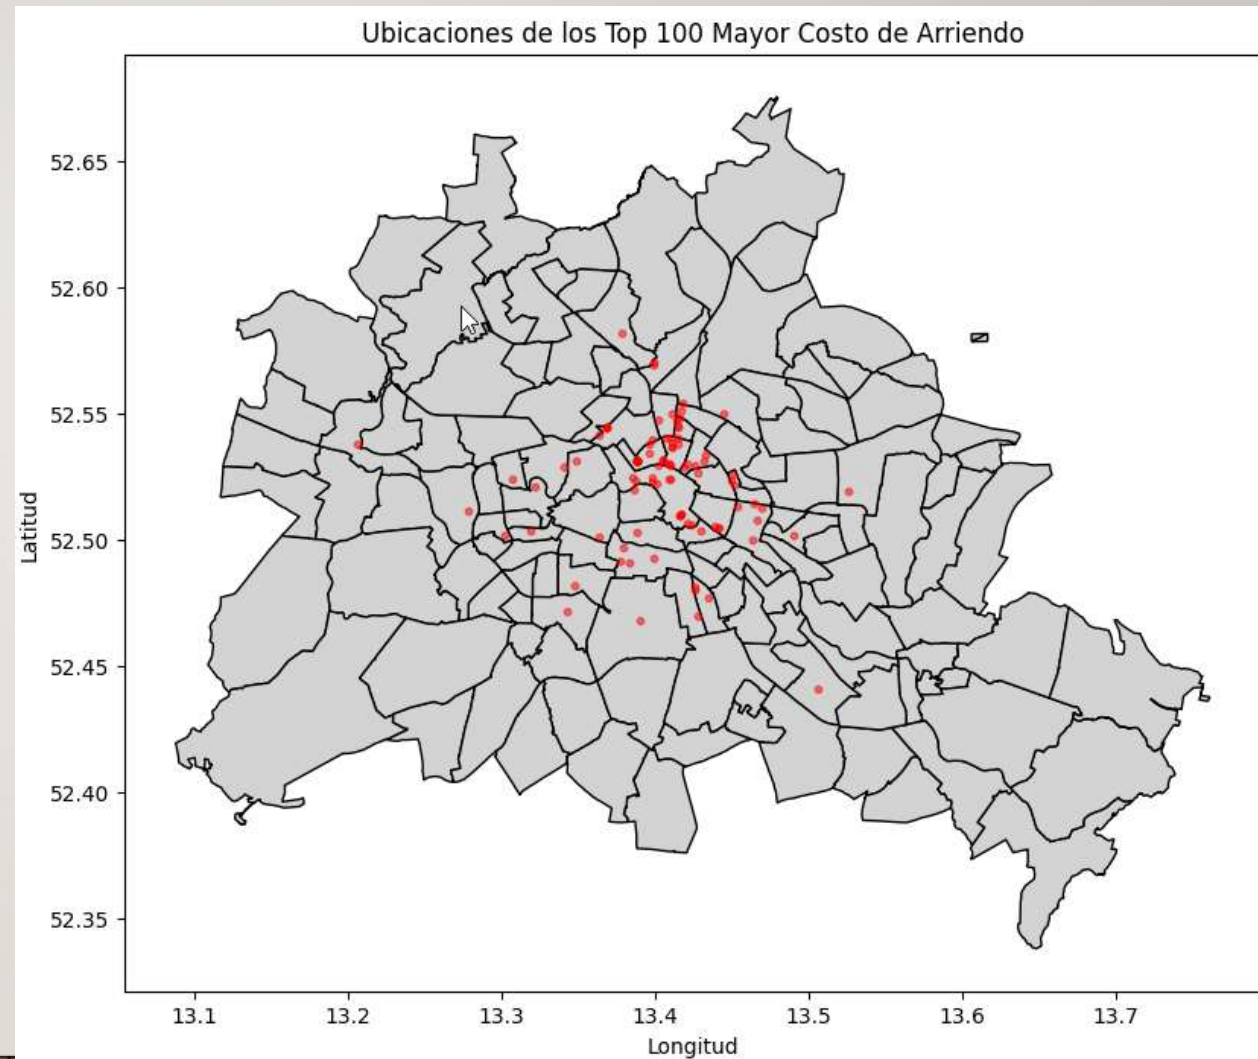 Ubicaciones de los Top 100 Mayor Costo de Arriendo
52.65
52.60
52.55
52.50
52.45
52.40
52.35
Latitud
13.1 13.2 13.3 13.4 13.5 13.6 13.7
Longitud